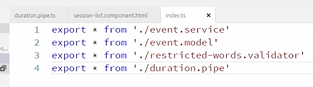 duration.pipe.ts session-list.component.html index.ts ×
1 export * from './event.service'
2 export * from './event.model'
3 export * from './restricted-words.validator'
4 export * from './duration.pipe'